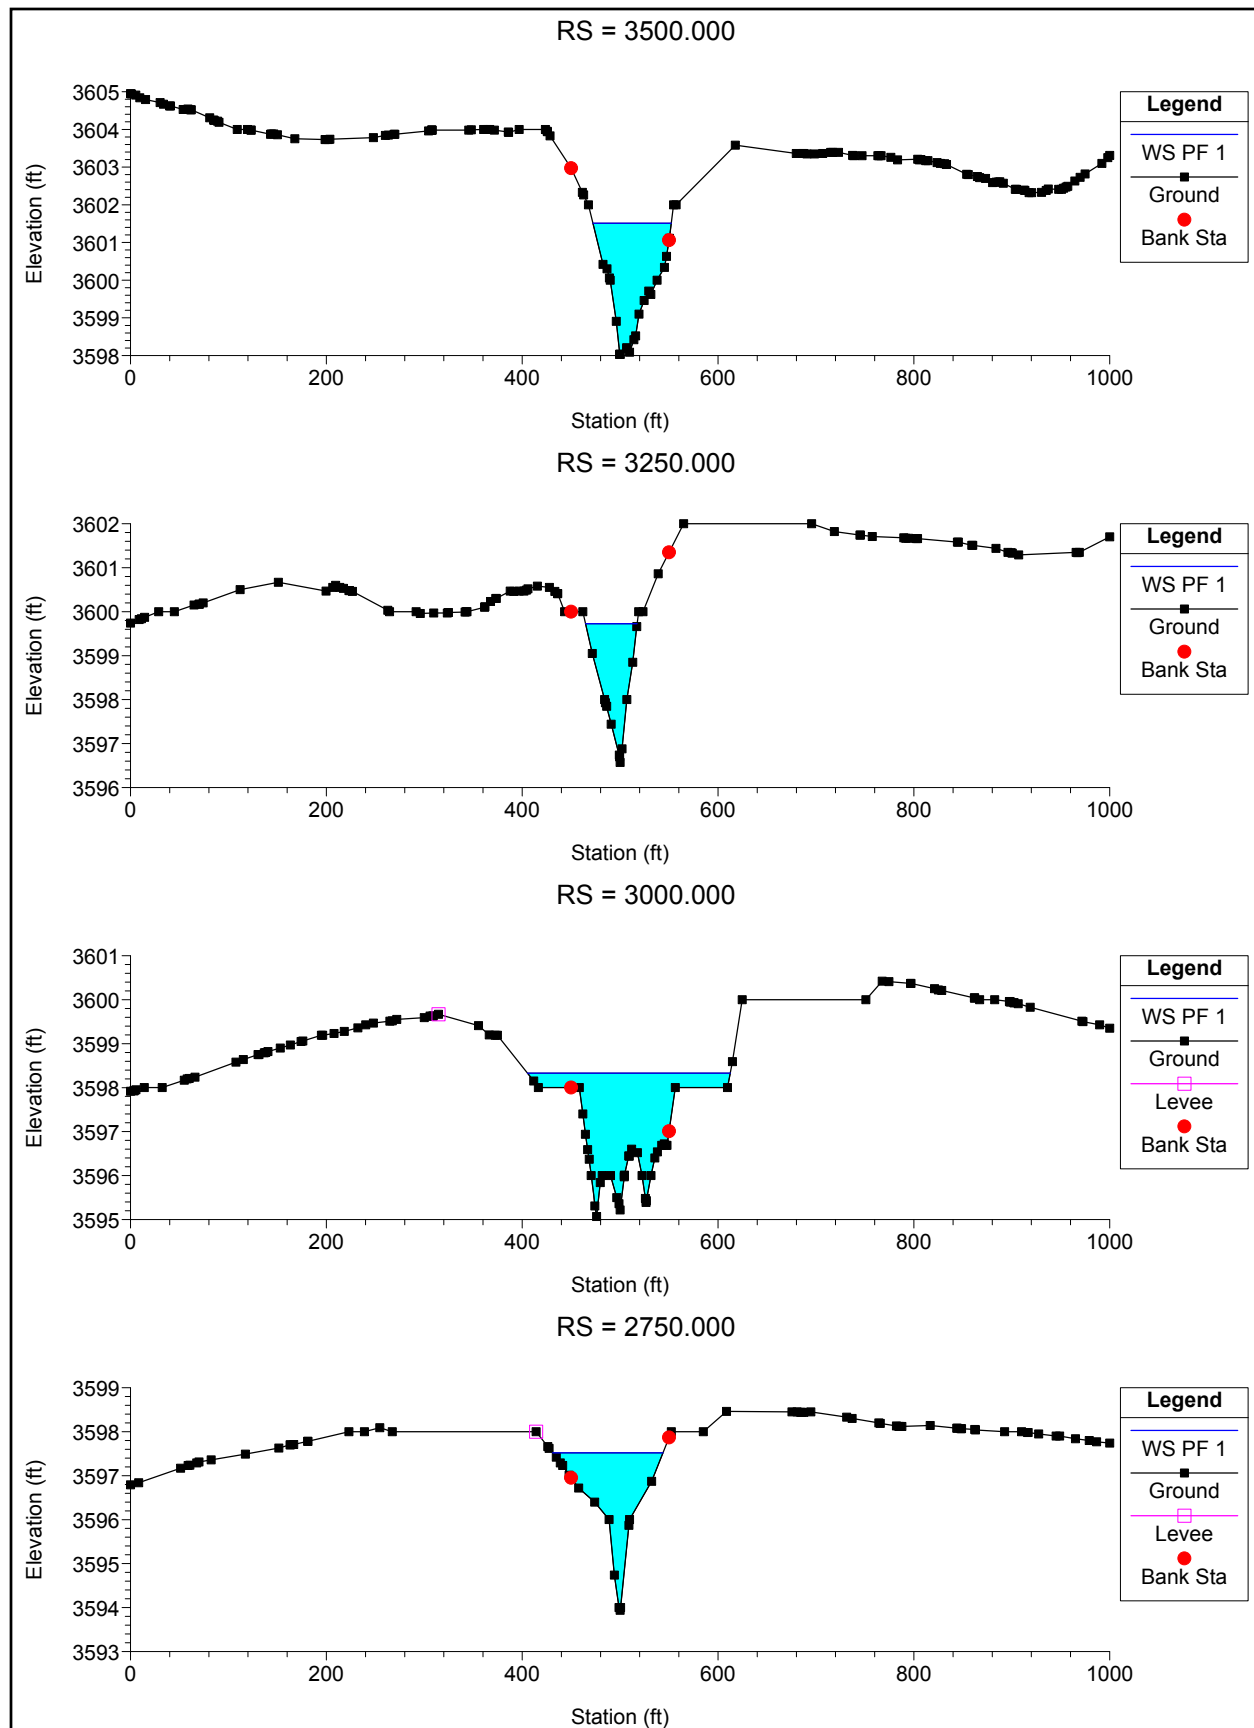 RS = 3500.000
3605
3604
3603
3602
3601
3600
3599
3598
Elevation (ft)
0 200 400 600 800 1000
Station (ft)
Legend
WS PF 1
Ground
Bank Sta
RS = 3250.000
3602
3601
3600
3599
3598
3597
3596
Elevation (ft)
0 200 400 600 800 1000
Station (ft)
Legend
WS PF 1
Ground
Bank Sta
RS = 3000.000
3601
3600
3599
3598
3597
3596
3595
Elevation (ft)
0 200 400 600 800 1000
Station (ft)
Legend
WS PF 1
Ground
Levee
Bank Sta
RS = 2750.000
3599
3598
3597
3596
3595
3594
3593
Elevation (ft)
0 200 400 600 800 1000
Station (ft)
Legend
WS PF 1
Ground
Levee
Bank Sta